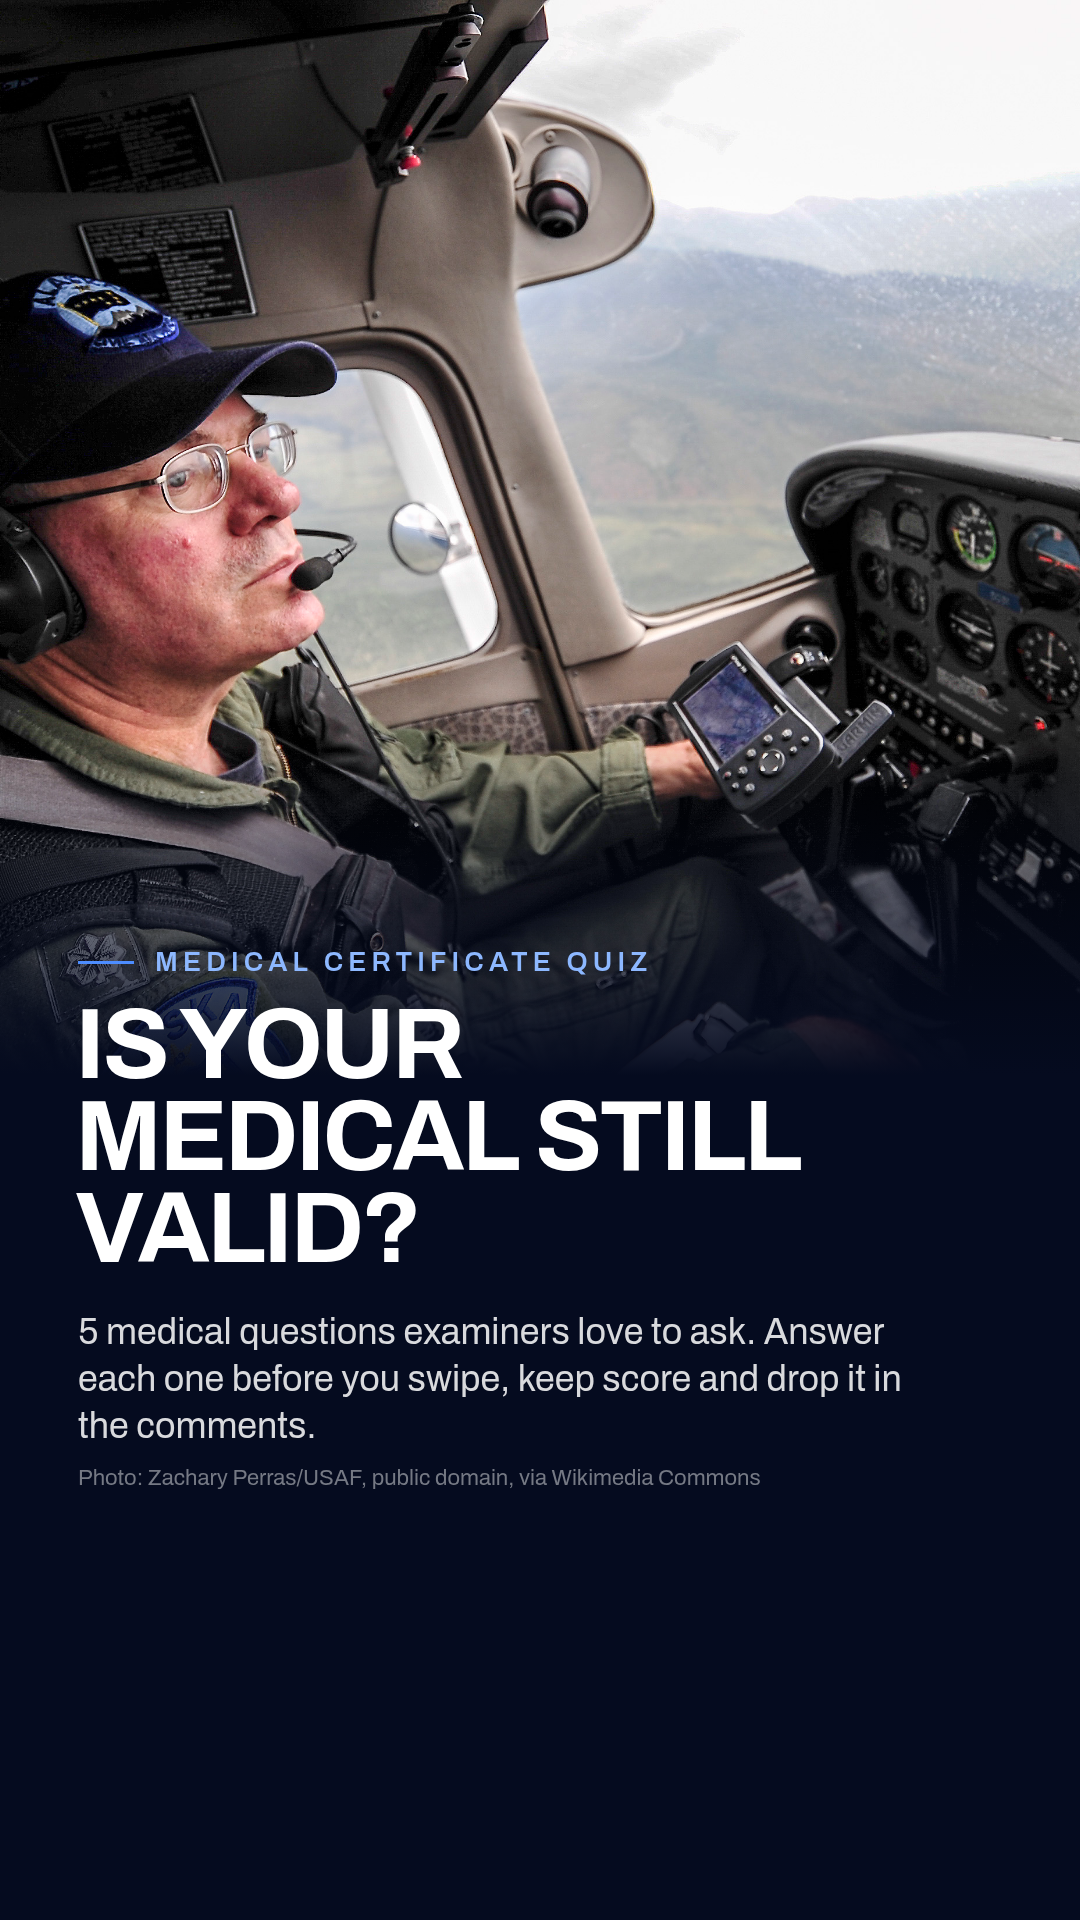 MEDICAL CERTIFICATE QUIZ
IS YOUR
MEDICAL STILL
VALID?
5 medical questions examiners love to ask. Answer
each one before you swipe, keep score and drop it in
the comments.
Photo: Zachary Perras/USAF, public domain, via Wikimedia Commons
GARMIN